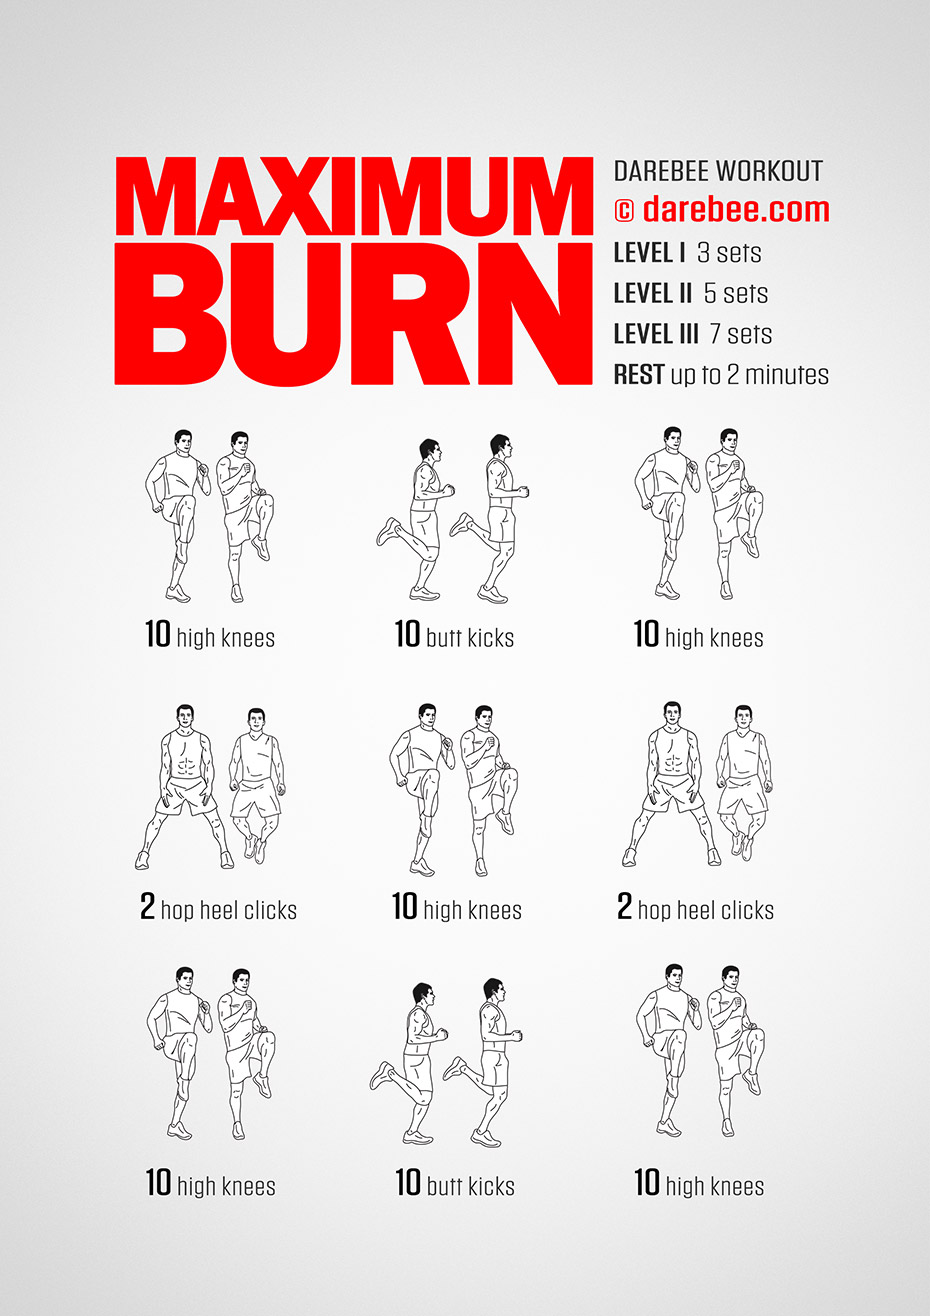 MAXIMUM
BURN
DAREBEE WORKOUT
© darebee.com
LEVEL I 3 sets
LEVEL II 5 sets
LEVEL III 7 sets
REST up to 2 minutes
10 high knees
10 butt kicks
10 high knees
2 hop heel clicks
10 high knees
2 hop heel clicks
10 high knees
10 butt kicks
10 high knees